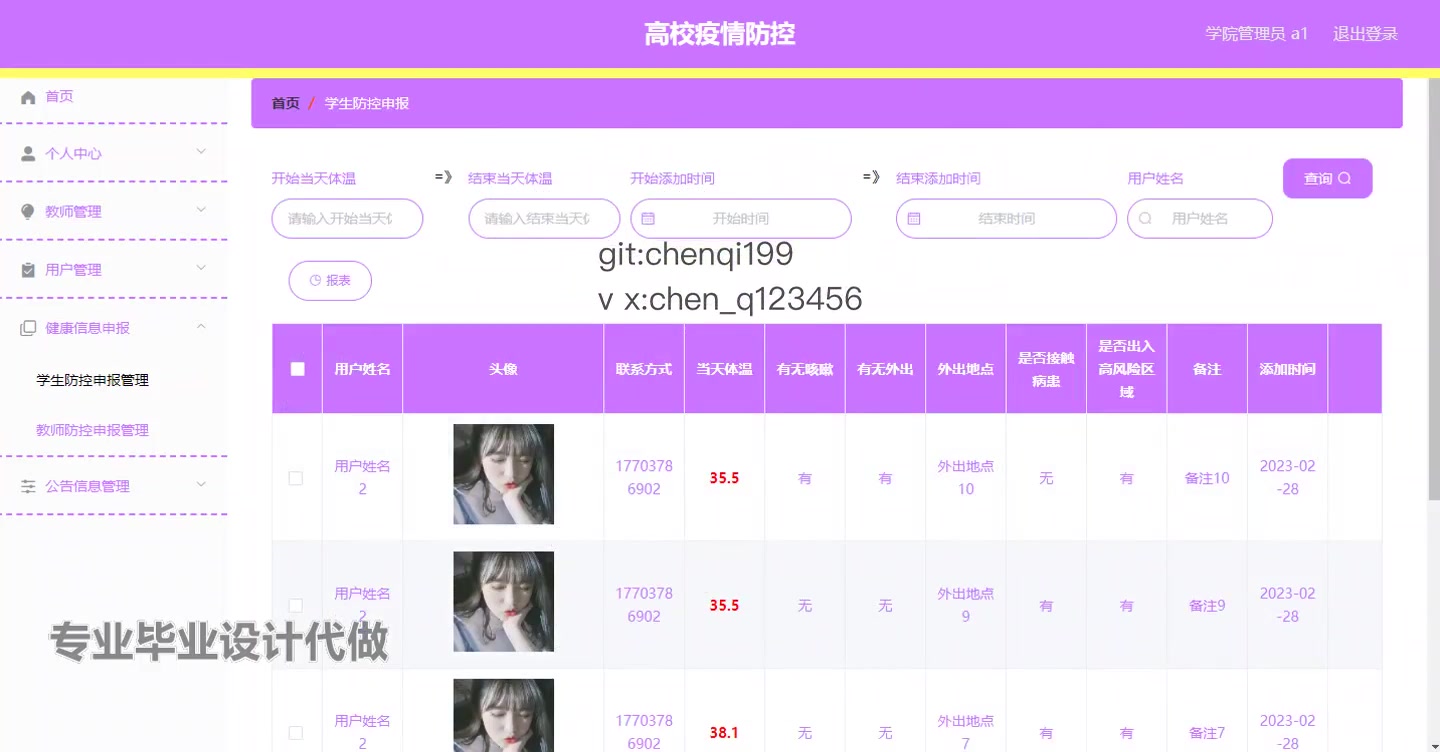 高校疫情防控
学院管理员 a1 退出登录
首页
首页 / 学生防控申报
个人中心
教师管理
用户管理
健康信息申报
学生防控申报管理
教师防控申报管理
公告信息管理
开始当天体温 =》 结束当天体温 开始添加时间 =》 结束添加时间 用户姓名
查询
请输入开始当天体 请输入结束当天体 开始时间 结束时间 用户姓名
git:chenqi199
报表
v x:chen_q123456
用户姓名 头像 联系方式 当天体温 有无咳嗽 有无外出 外出地点 是否接触病患 是否出入高风险区域 备注 添加时间
用户姓名2 17703786902 35.5 有 有 外出地点10 无 有 备注10 2023-02-28
用户姓名2 17703786902 35.5 无 无 外出地点9 有 有 备注9 2023-02-28
专业毕业设计代做
用户姓名2 17703786902 38.1 无 无 外出地点7 有 有 备注7 2023-02-28